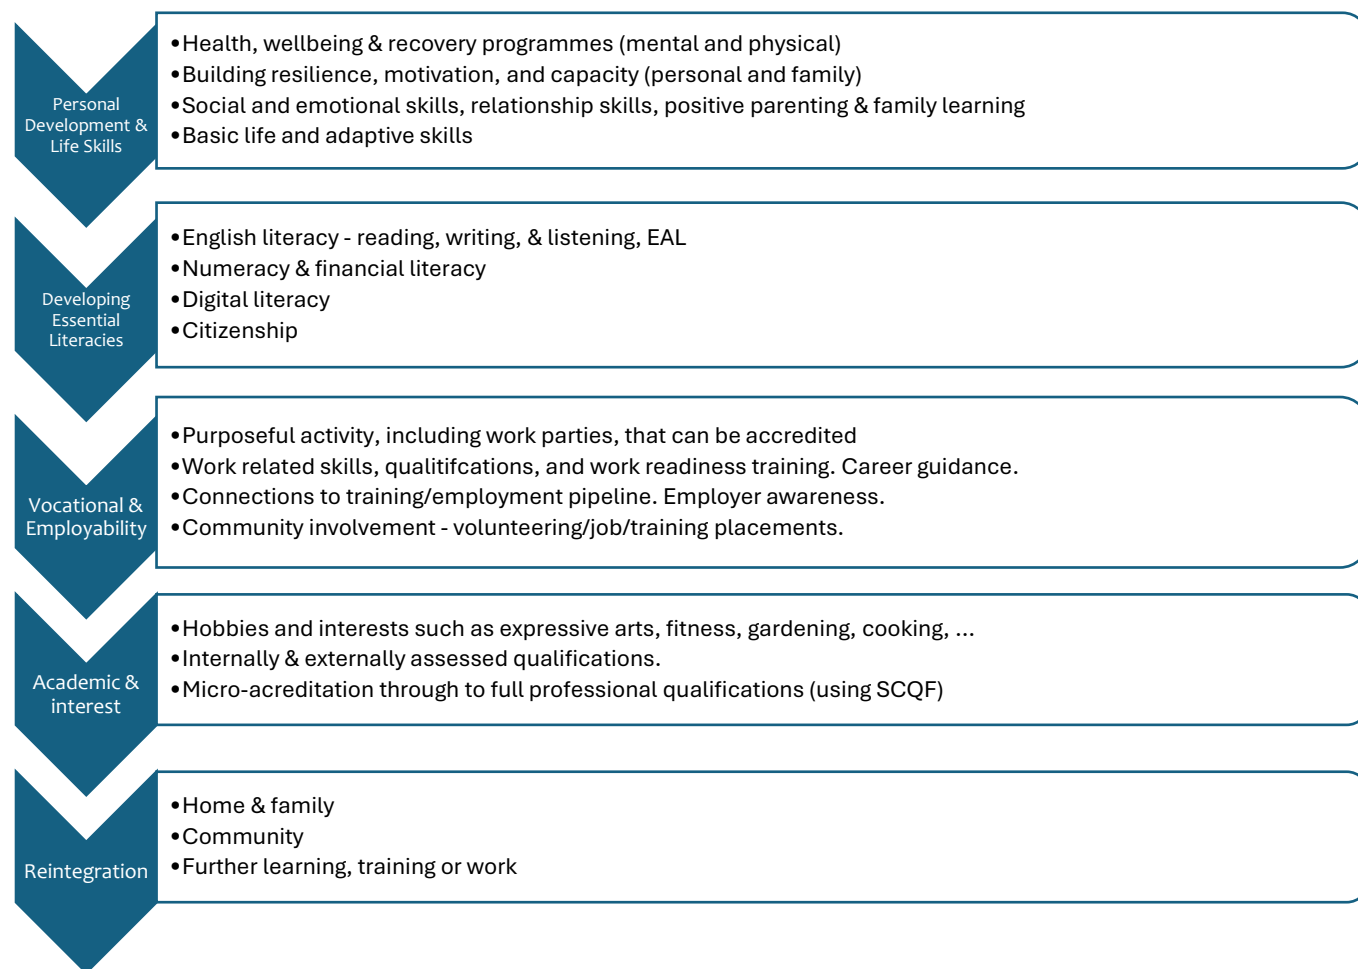 Personal
Development &
Life Skills
•Health, wellbeing & recovery programmes (mental and physical)
•Building resilience, motivation, and capacity (personal and family)
•Social and emotional skills, relationship skills, positive parenting & family learning
•Basic life and adaptive skills
Developing
Essential
Literacies
•English literacy - reading, writing, & listening, EAL
•Numeracy & financial literacy
•Digital literacy
•Citizenship
Vocational &
Employability
•Purposeful activity, including work parties, that can be accredited
•Work related skills, qualitifcations, and work readiness training. Career guidance.
•Connections to training/employment pipeline. Employer awareness.
•Community involvement - volunteering/job/training placements.
Academic &
interest
•Hobbies and interests such as expressive arts, fitness, gardening, cooking, ...
•Internally & externally assessed qualifications.
•Micro-acreditation through to full professional qualifications (using SCQF)
Reintegration
•Home & family
•Community
•Further learning, training or work